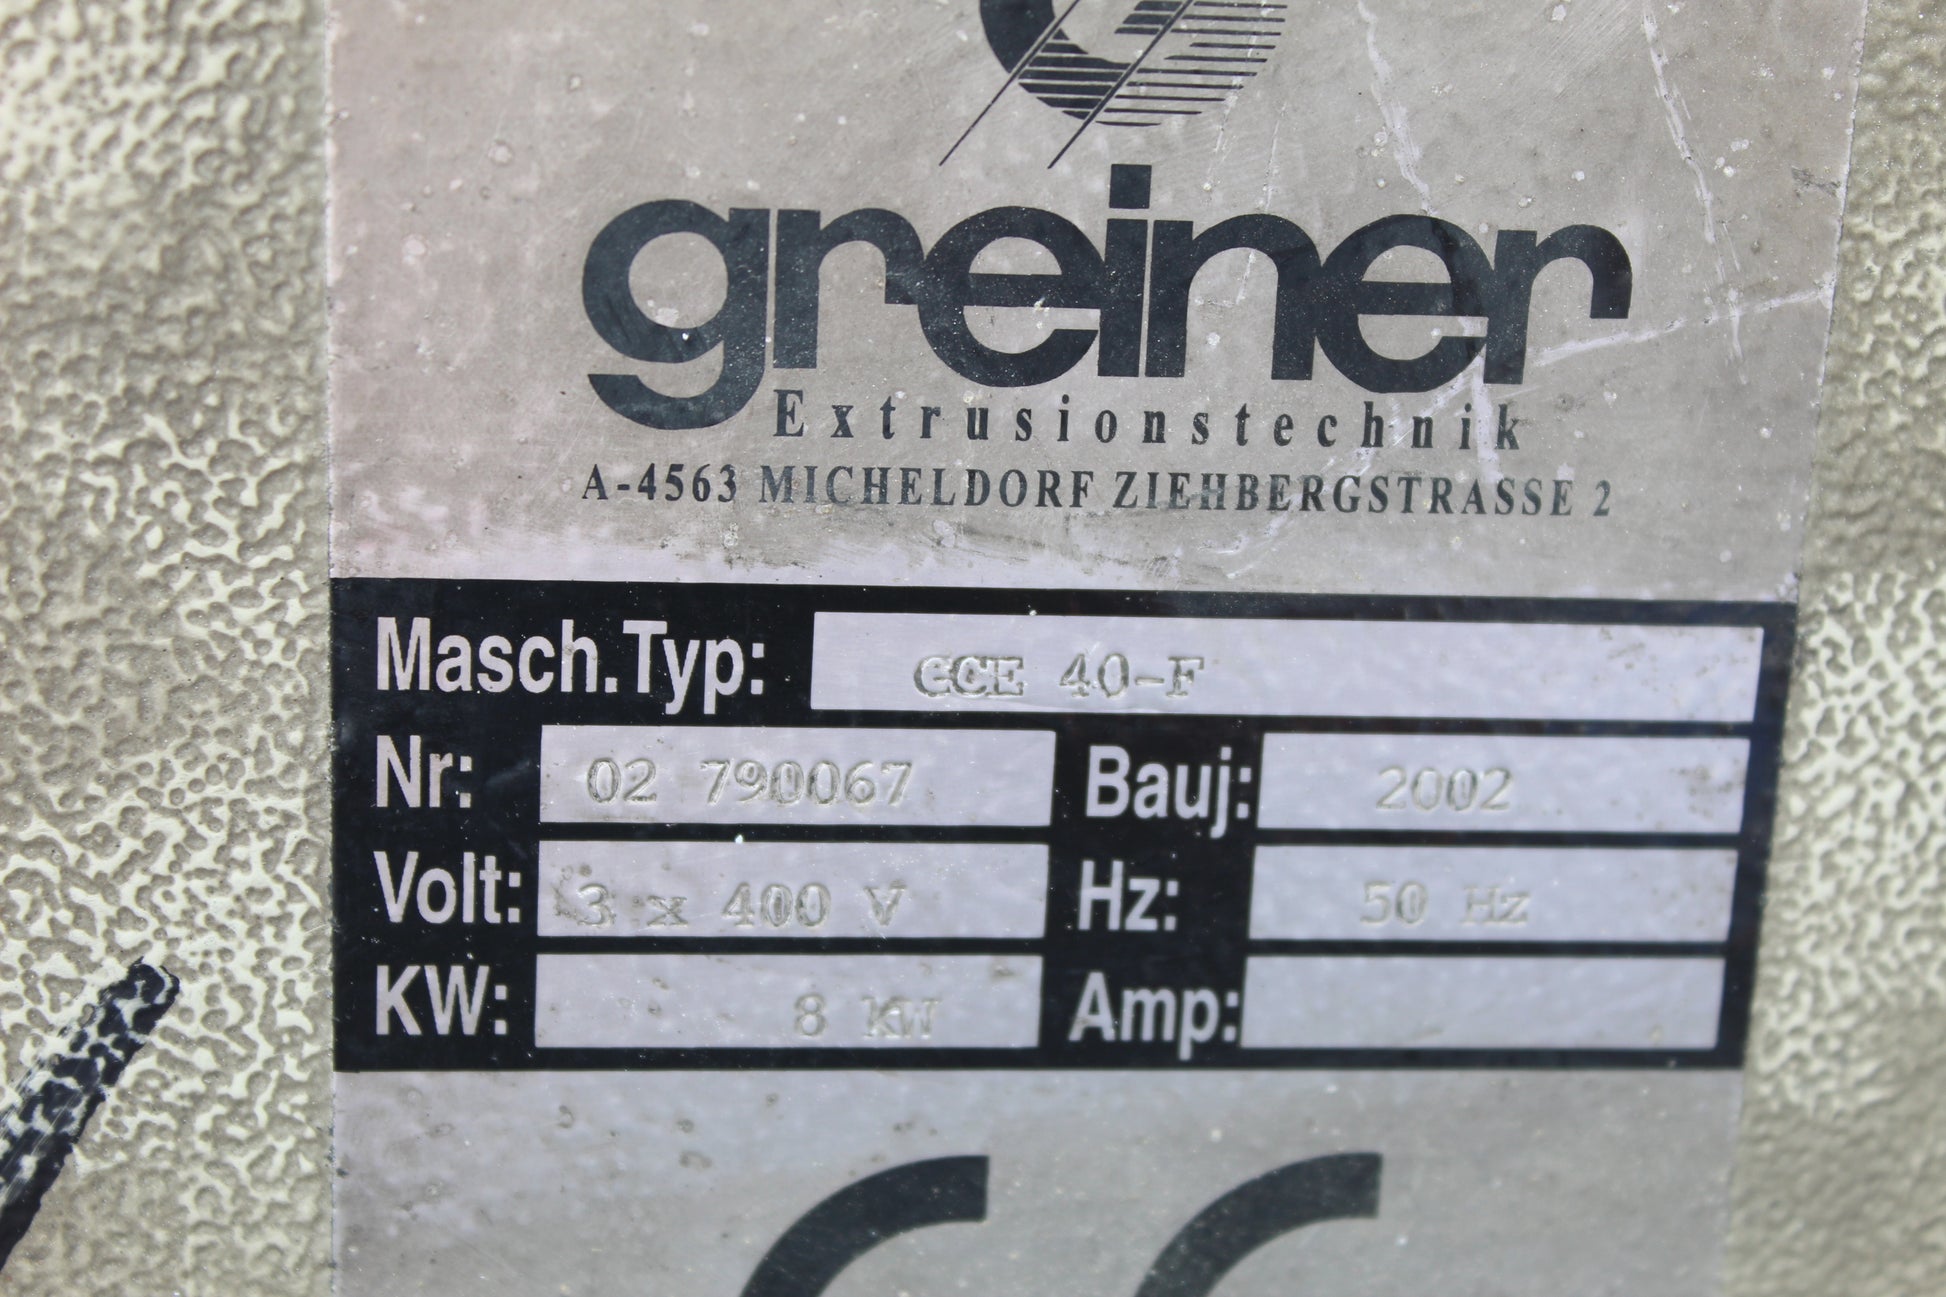 greiner
Extrusionstechnik
A-4563 MICHELDORF ZIEHBERGSTRASSE 2
Masch.Typ: CCE 40-F
Nr: 02 790067 Bauj: 2002
Volt: 3 x 400 V Hz: 50 Hz
KW: 8 kW Amp: